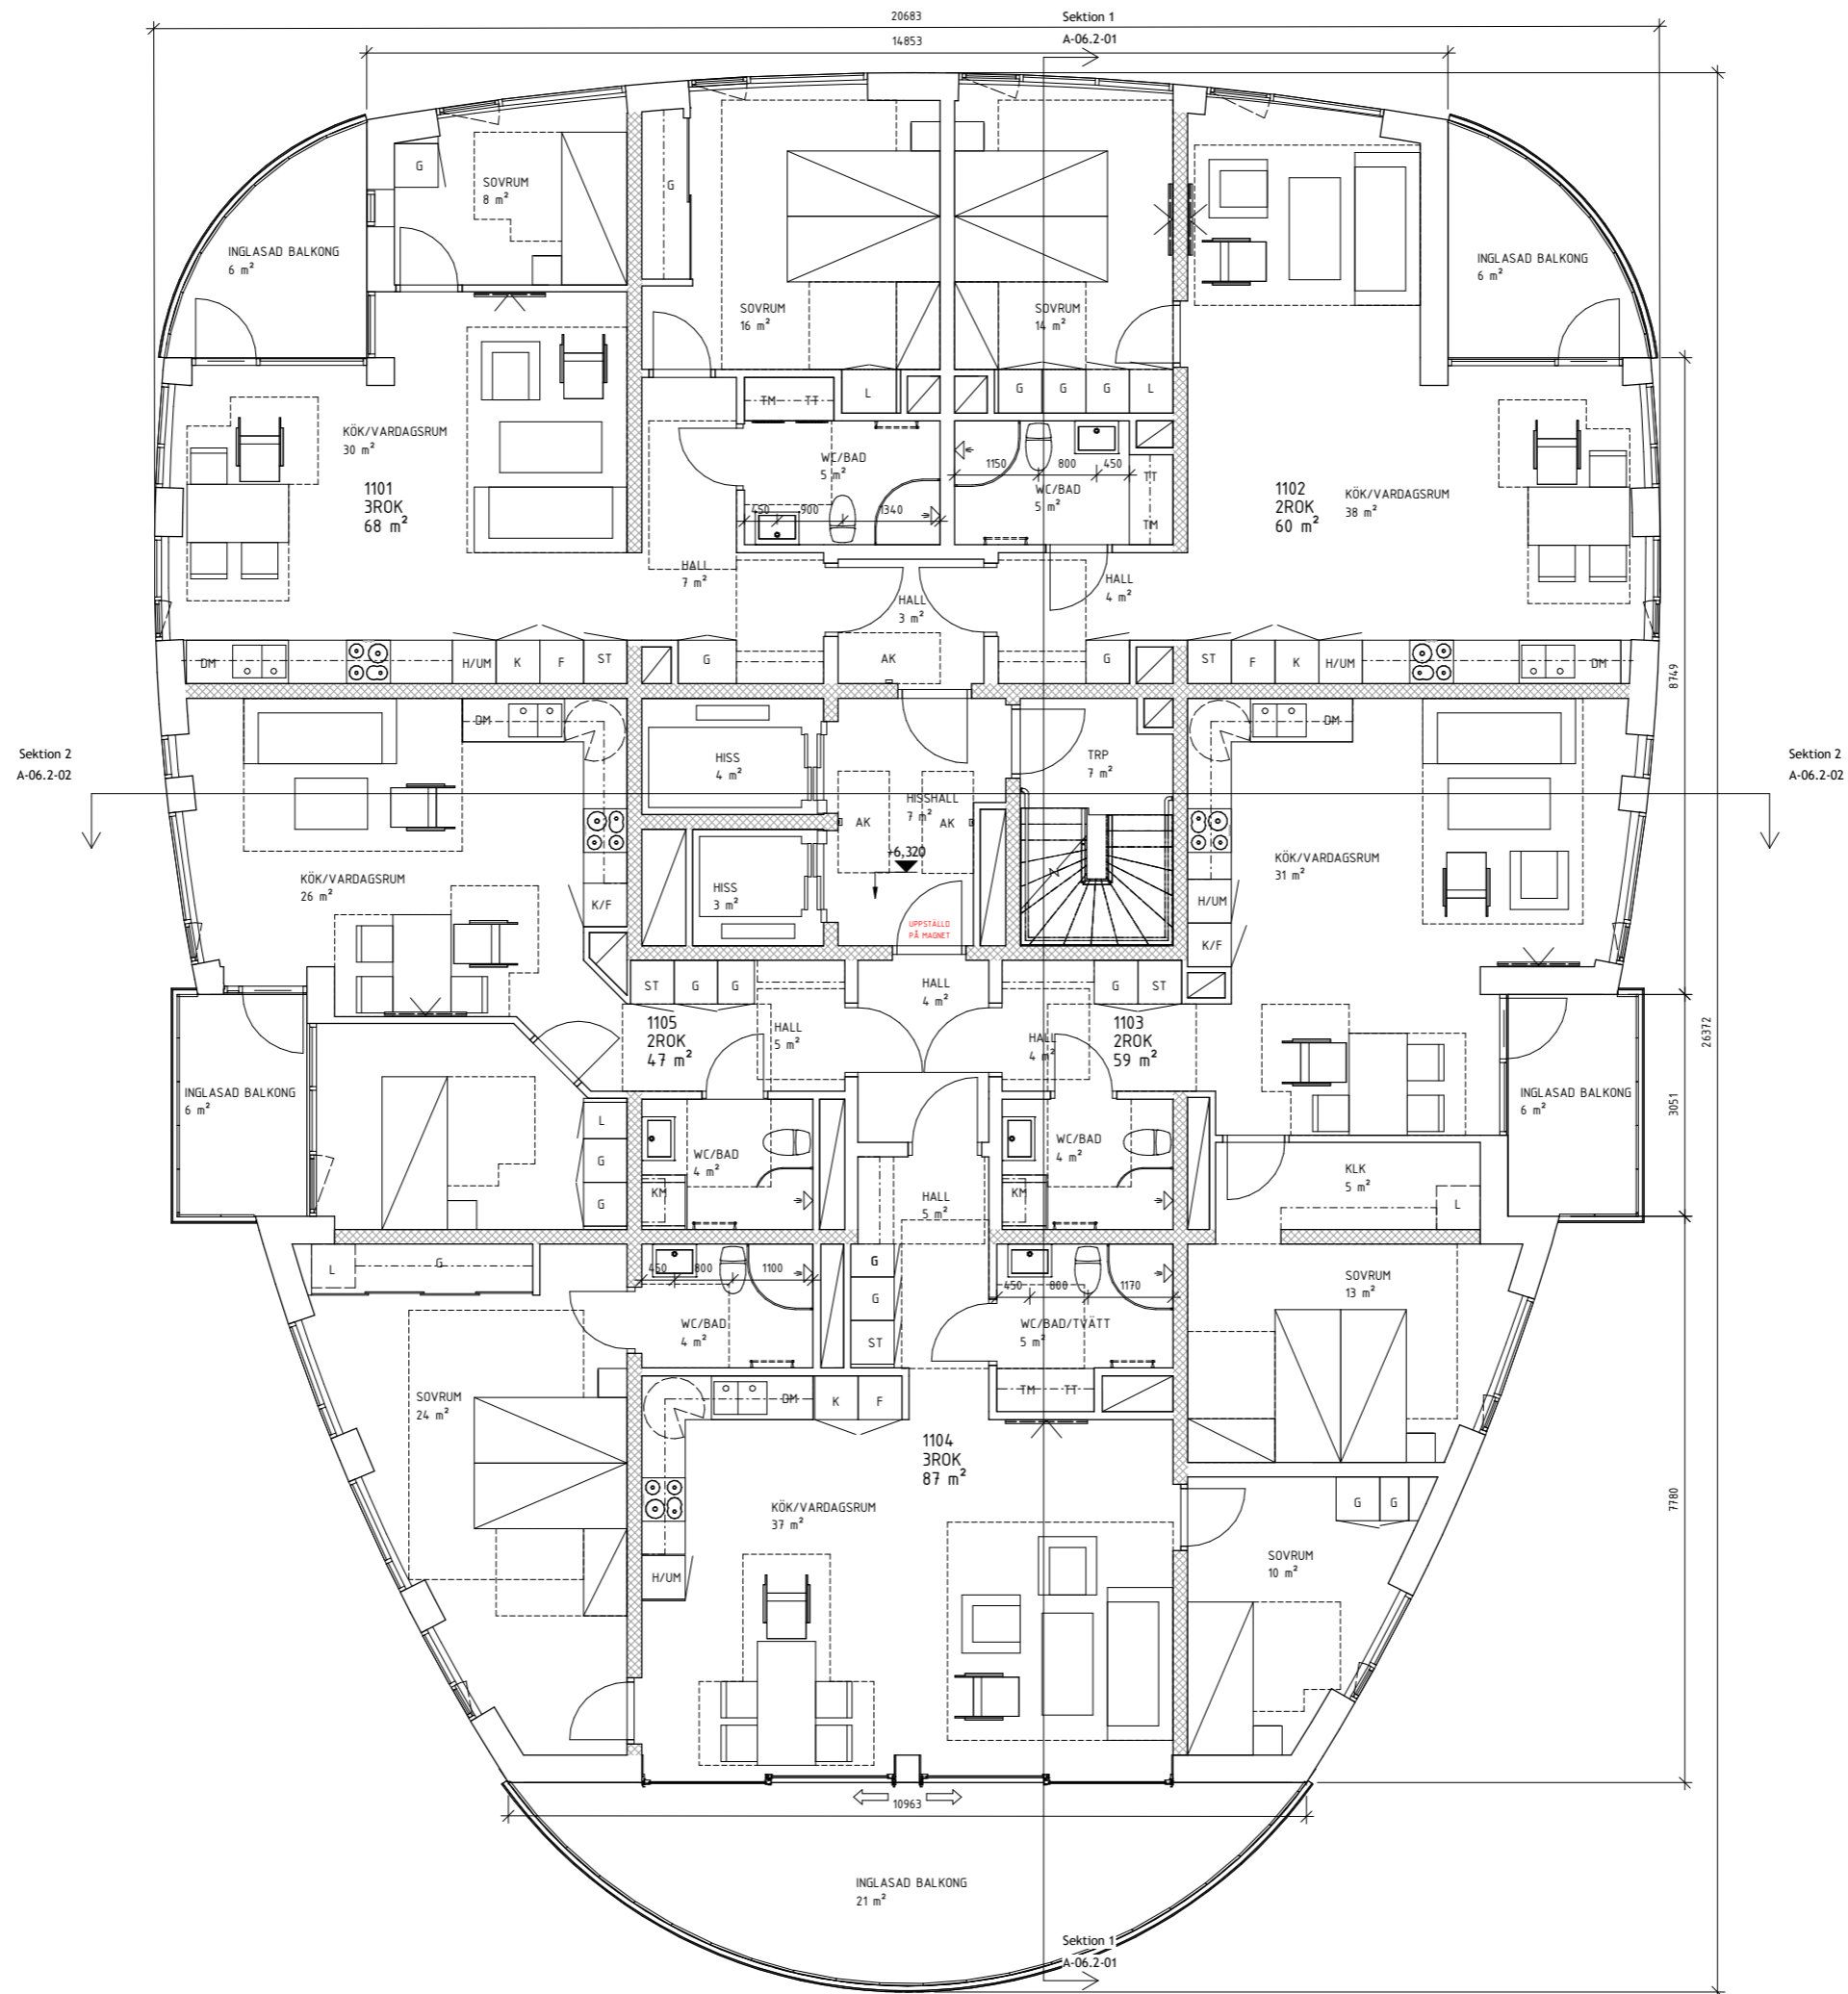 20683
Sektion 1
14853
A-06.2-01
G
SOVRUM
8 m²
INGLASAD BALKONG
6 m²
G
SOVRUM
16 m²
SOVRUM
14 m²
INGLASAD BALKONG
6 m²
TM
TT
L
G
G
G
L
KÖK/VARDAGSRUM
30 m²
1101
3ROK
68 m²
WC/BAD
5 m²
450
900
1340
1150
800
450
WC/BAD
5 m²
TT
TM
1102
2ROK
60 m²
KÖK/VARDAGSRUM
38 m²
HALL
7 m²
HALL
3 m²
HALL
4 m²
DM
H/UM
K
F
ST
G
AK
G
ST
F
K
H/UM
DM
8749
Sektion 2
A-06.2-02
DM
HISS
4 m²
TRP
7 m²
DM
Sektion 2
A-06.2-02
HISSHALL
7 m²
AK
AK
+6,320
KÖK/VARDAGSRUM
26 m²
K/F
HISS
3 m²
UPPSTÄLLD
PÅ MAGNET
KÖK/VARDAGSRUM
31 m²
H/UM
K/F
ST
G
G
HALL
4 m²
G
ST
1105
2ROK
47 m²
HALL
5 m²
HALL
4 m²
1103
2ROK
59 m²
26372
INGLASAD BALKONG
6 m²
INGLASAD BALKONG
6 m²
3051
L
G
G
WC/BAD
4 m²
KM
WC/BAD
4 m²
KM
HALL
5 m²
KLK
5 m²
L
L
G
450
800
1100
G
G
ST
450
800
1170
WC/BAD
4 m²
WC/BAD/TVÄTT
5 m²
SOVRUM
13 m²
SOVRUM
24 m²
DM
K
F
TM
TT
1104
3ROK
87 m²
KÖK/VARDAGSRUM
37 m²
H/UM
G
G
7780
SOVRUM
10 m²
10963
INGLASAD BALKONG
21 m²
Sektion 1
A-06.2-01